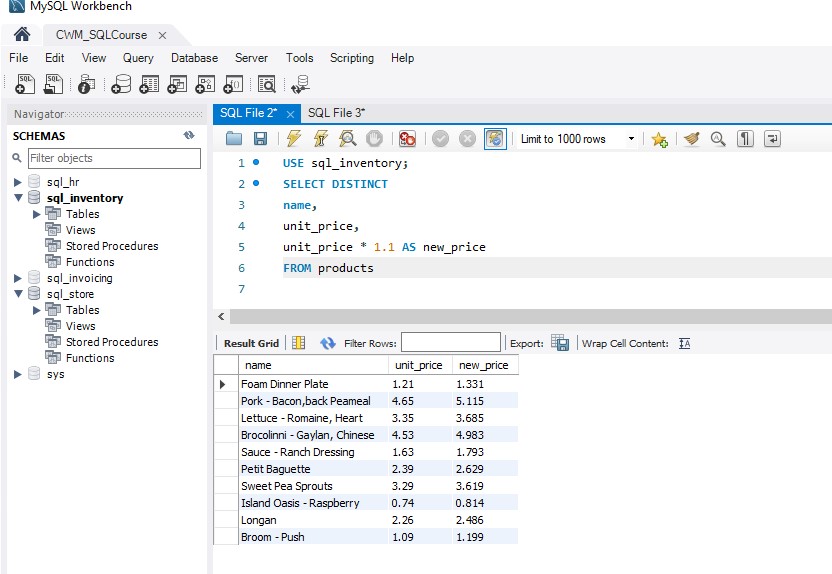 MySQL Workbench
CWM_SQLCourse
File Edit View Query Database Server Tools Scripting Help
Navigator
SQL File 2* SQL File 3*
SCHEMAS
Limit to 1000 rows
Filter objects
1 USE sql_inventory;
2 SELECT DISTINCT
3 name,
4 unit_price,
5 unit_price * 1.1 AS new_price
6 FROM products
7
sql_hr
sql_inventory
Tables
Views
Stored Procedures
Functions
sql_invoicing
sql_store
Tables
Views
Stored Procedures
Functions
sys
Result Grid Filter Rows: Export: Wrap Cell Content: IA
name unit_price new_price
Foam Dinner Plate 1.21 1.331
Pork - Bacon,back Peameal 4.65 5.115
Lettuce - Romaine, Heart 3.35 3.685
Brocolinni - Gaylan, Chinese 4.53 4.983
Sauce - Ranch Dressing 1.63 1.793
Petit Baguette 2.39 2.629
Sweet Pea Sprouts 3.29 3.619
Island Oasis - Raspberry 0.74 0.814
Longan 2.26 2.486
Broom - Push 1.09 1.199